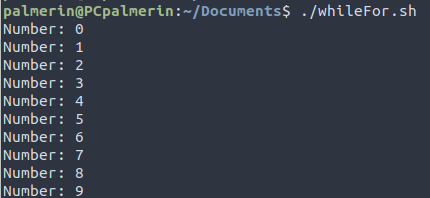 palmerin@PCpalmerin:~/Documents$ ./whileFor.sh
Number: 0
Number: 1
Number: 2
Number: 3
Number: 4
Number: 5
Number: 6
Number: 7
Number: 8
Number: 9